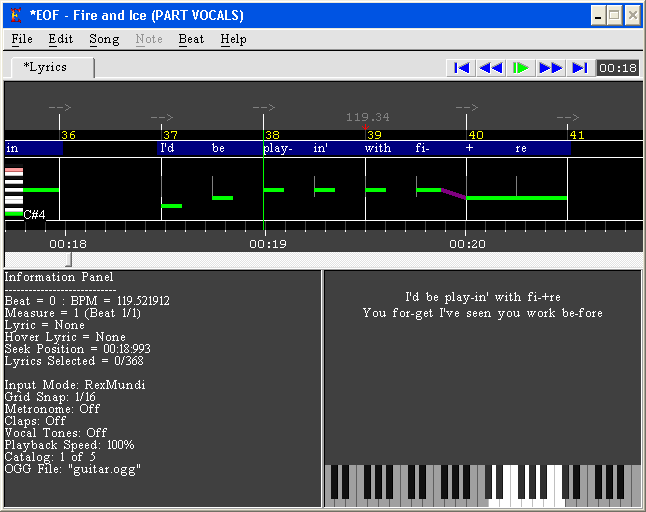 *EOF - Fire and Ice (PART VOCALS)
File Edit Song Note Beat Help
*Lyrics
00:18
--> --> --> 119.34 --> -->
36 37 38 39 40 41
in I'd be play- in' with fi- + re
C#4
00:18 00:19 00:20
Information Panel
----------------------------
Beat = 0 : BPM = 119.521912
Measure = 1 (Beat 1/1)
Lyric = None
Hover Lyric = None
Seek Position = 00:18:993
Lyrics Selected = 0/368
Input Mode: RexMundi
Grid Snap: 1/16
Metronome: Off
Claps: Off
Vocal Tones: Off
Playback Speed: 100%
Catalog: 1 of 5
OGG File: "guitar.ogg"
I'd be play-in' with fi-+re
You for-get I've seen you work be-fore